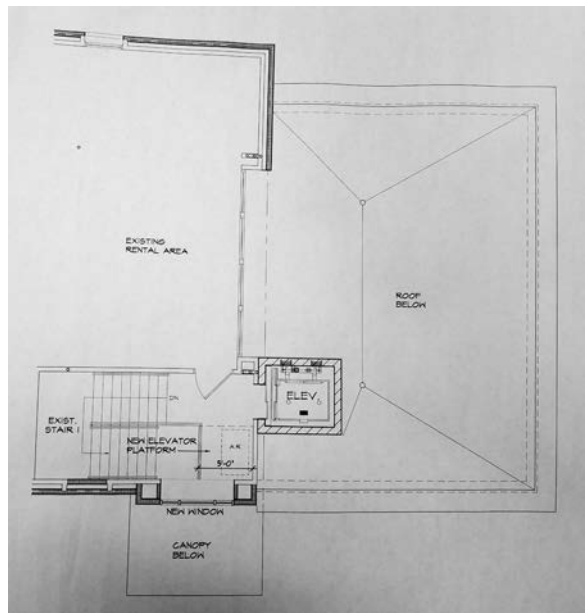 EXISTING
RENTAL AREA
ROOF
BELOW
ELEV.
DN
EXIST.
STAIR 1
NEW ELEVATOR
PLATFORM
A.R.
5'-0"
NEW WINDOW
CANOPY
BELOW